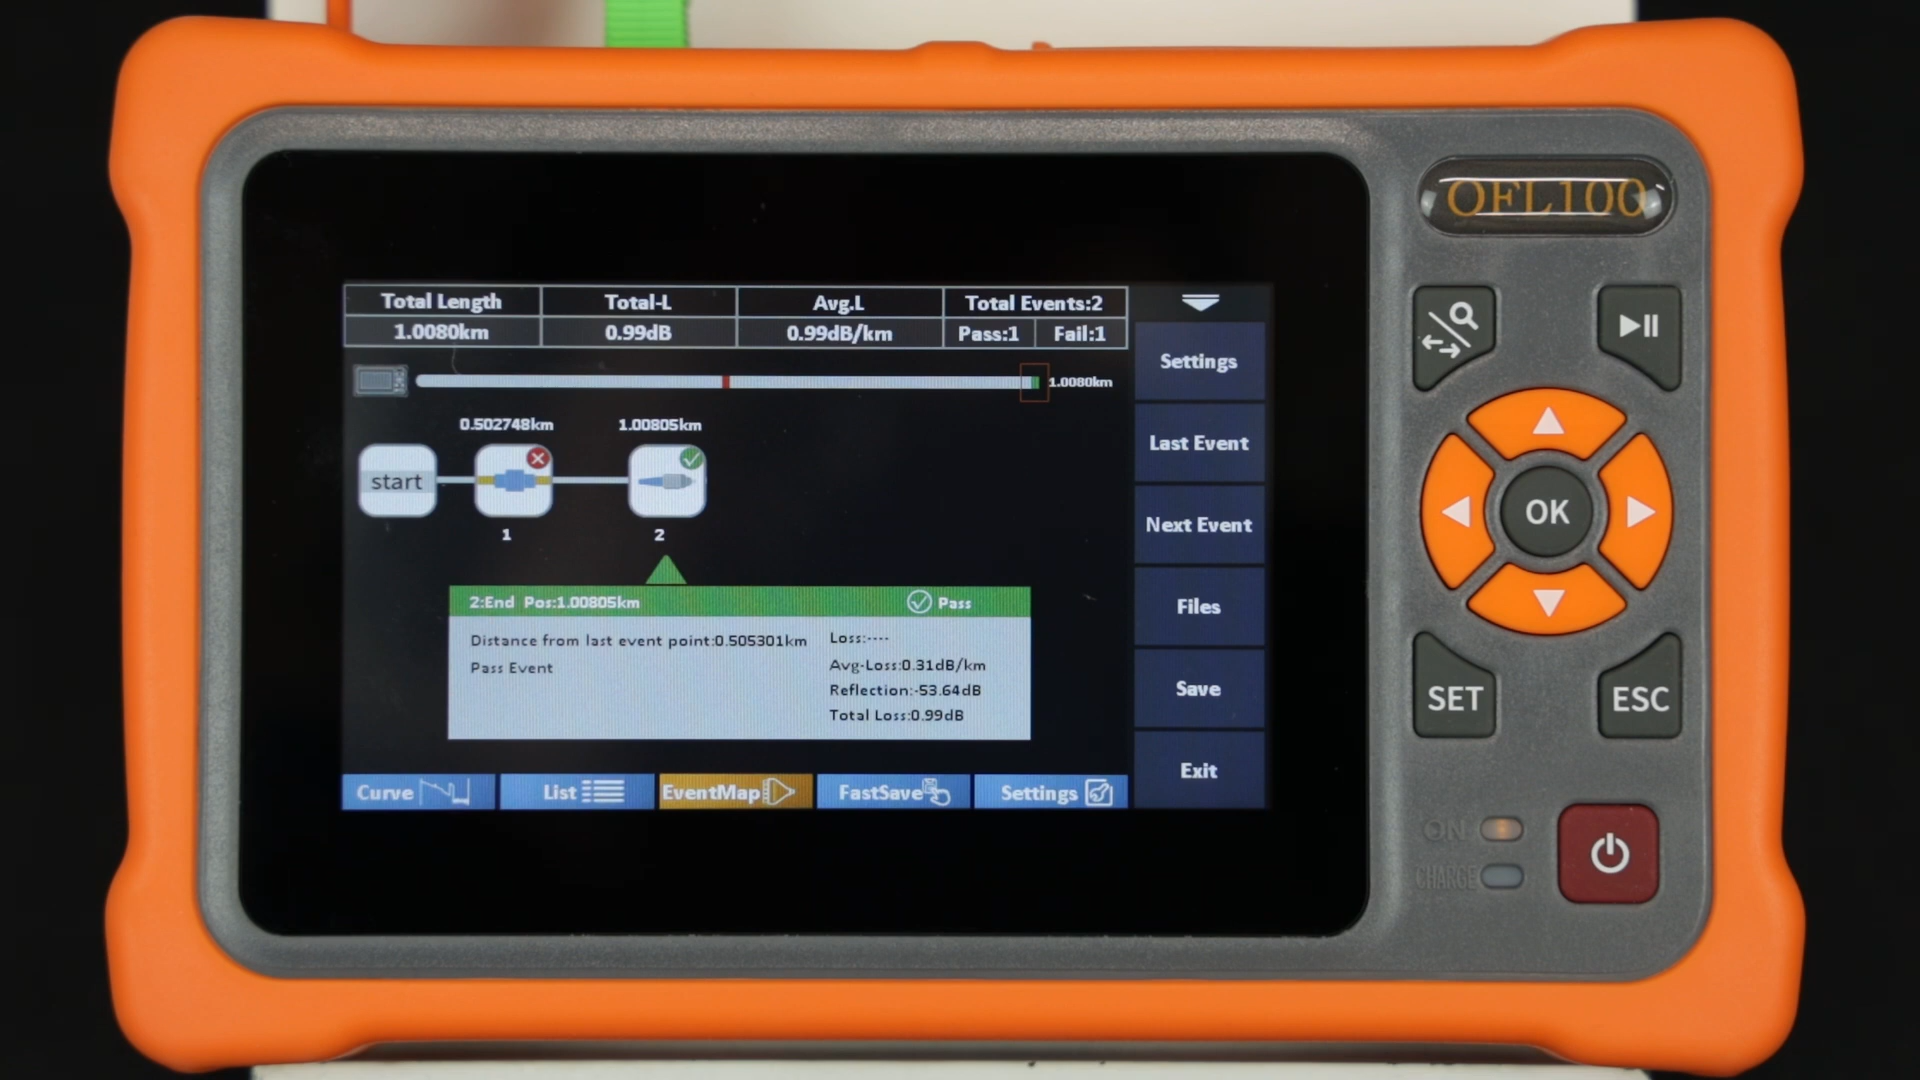 OFL100
Total Length Total-L Avg.L Total Events:2
1.0080km 0.99dB 0.99dB/km Pass:1 Fail:1
1.0080km
0.502748km 1.00805km
start
1 2
2:End Pos:1.00805km Pass
Distance from last event point:0.505301km
Pass Event
Loss:----
Avg-Loss:0.31dB/km
Reflection:-53.64dB
Total Loss:0.99dB
Curve List EventMap FastSave Settings
Settings
Last Event
Next Event
Files
Save
Exit
OK
SET ESC
ON
CHARGE